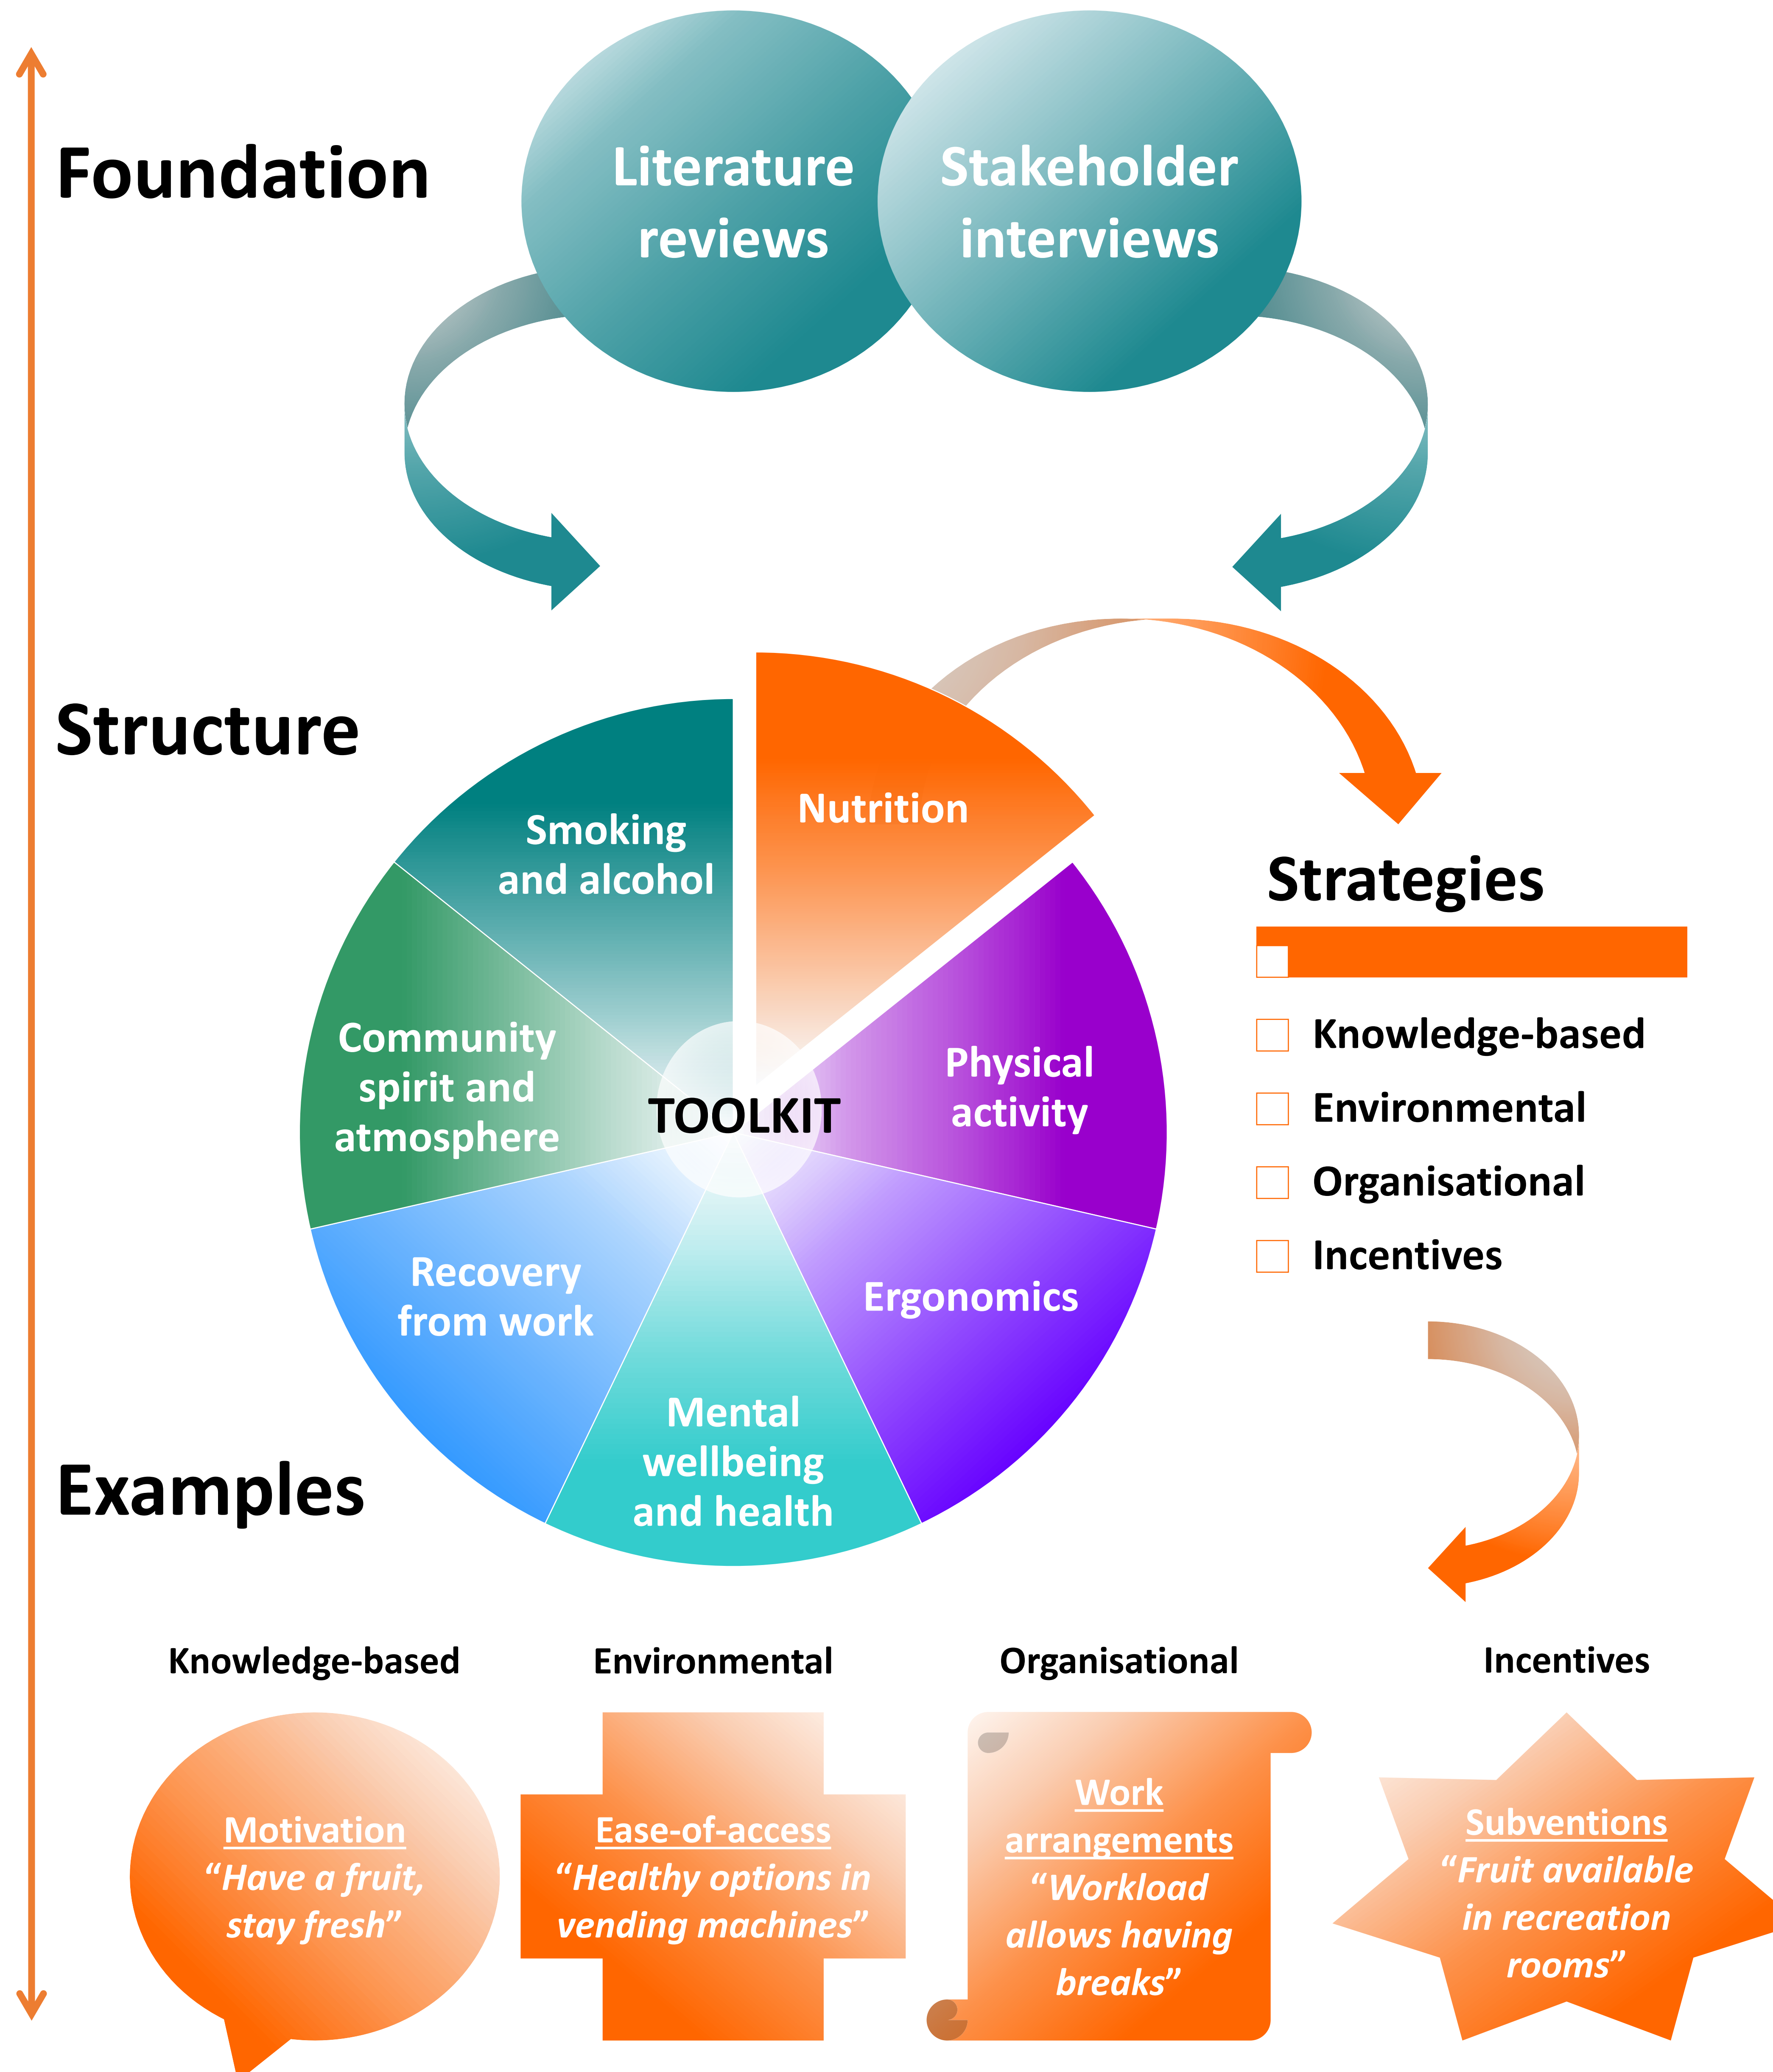 Foundation
Literature
reviews
Stakeholder
interviews
Structure
Nutrition
Smoking
and alcohol
Community
spirit and
atmosphere
TOOLKIT
Physical
activity
Recovery
from work
Ergonomics
Mental
wellbeing
and health
Strategies
Knowledge-based
Environmental
Organisational
Incentives
Examples
Knowledge-based
Motivation
“Have a fruit,
stay fresh”
Environmental
Ease-of-access
“Healthy options in
vending machines”
Organisational
Work
arrangements
“Workload
allows having
breaks”
Incentives
Subventions
“Fruit available
in recreation
rooms”